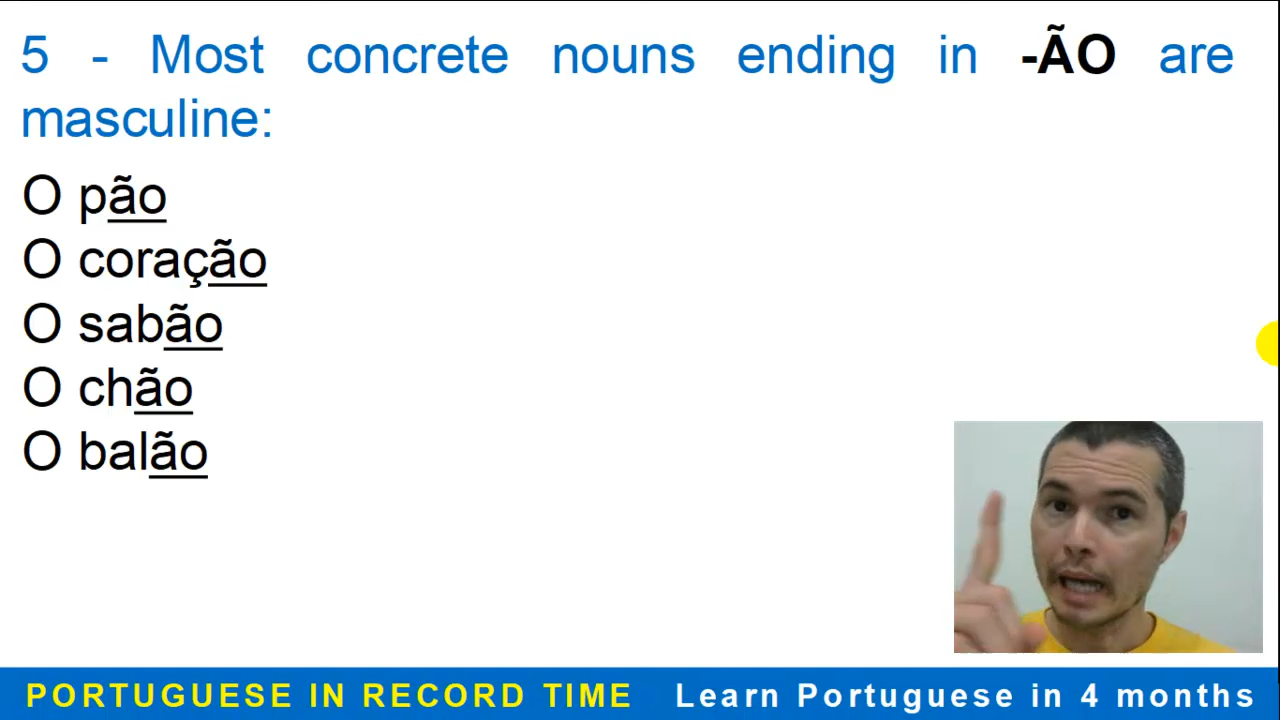 5 - Most concrete nouns ending in -ÃO are
masculine:
O pão
O coração
O sabão
O chão
O balão
PORTUGUESE IN RECORD TIME Learn Portuguese in 4 months